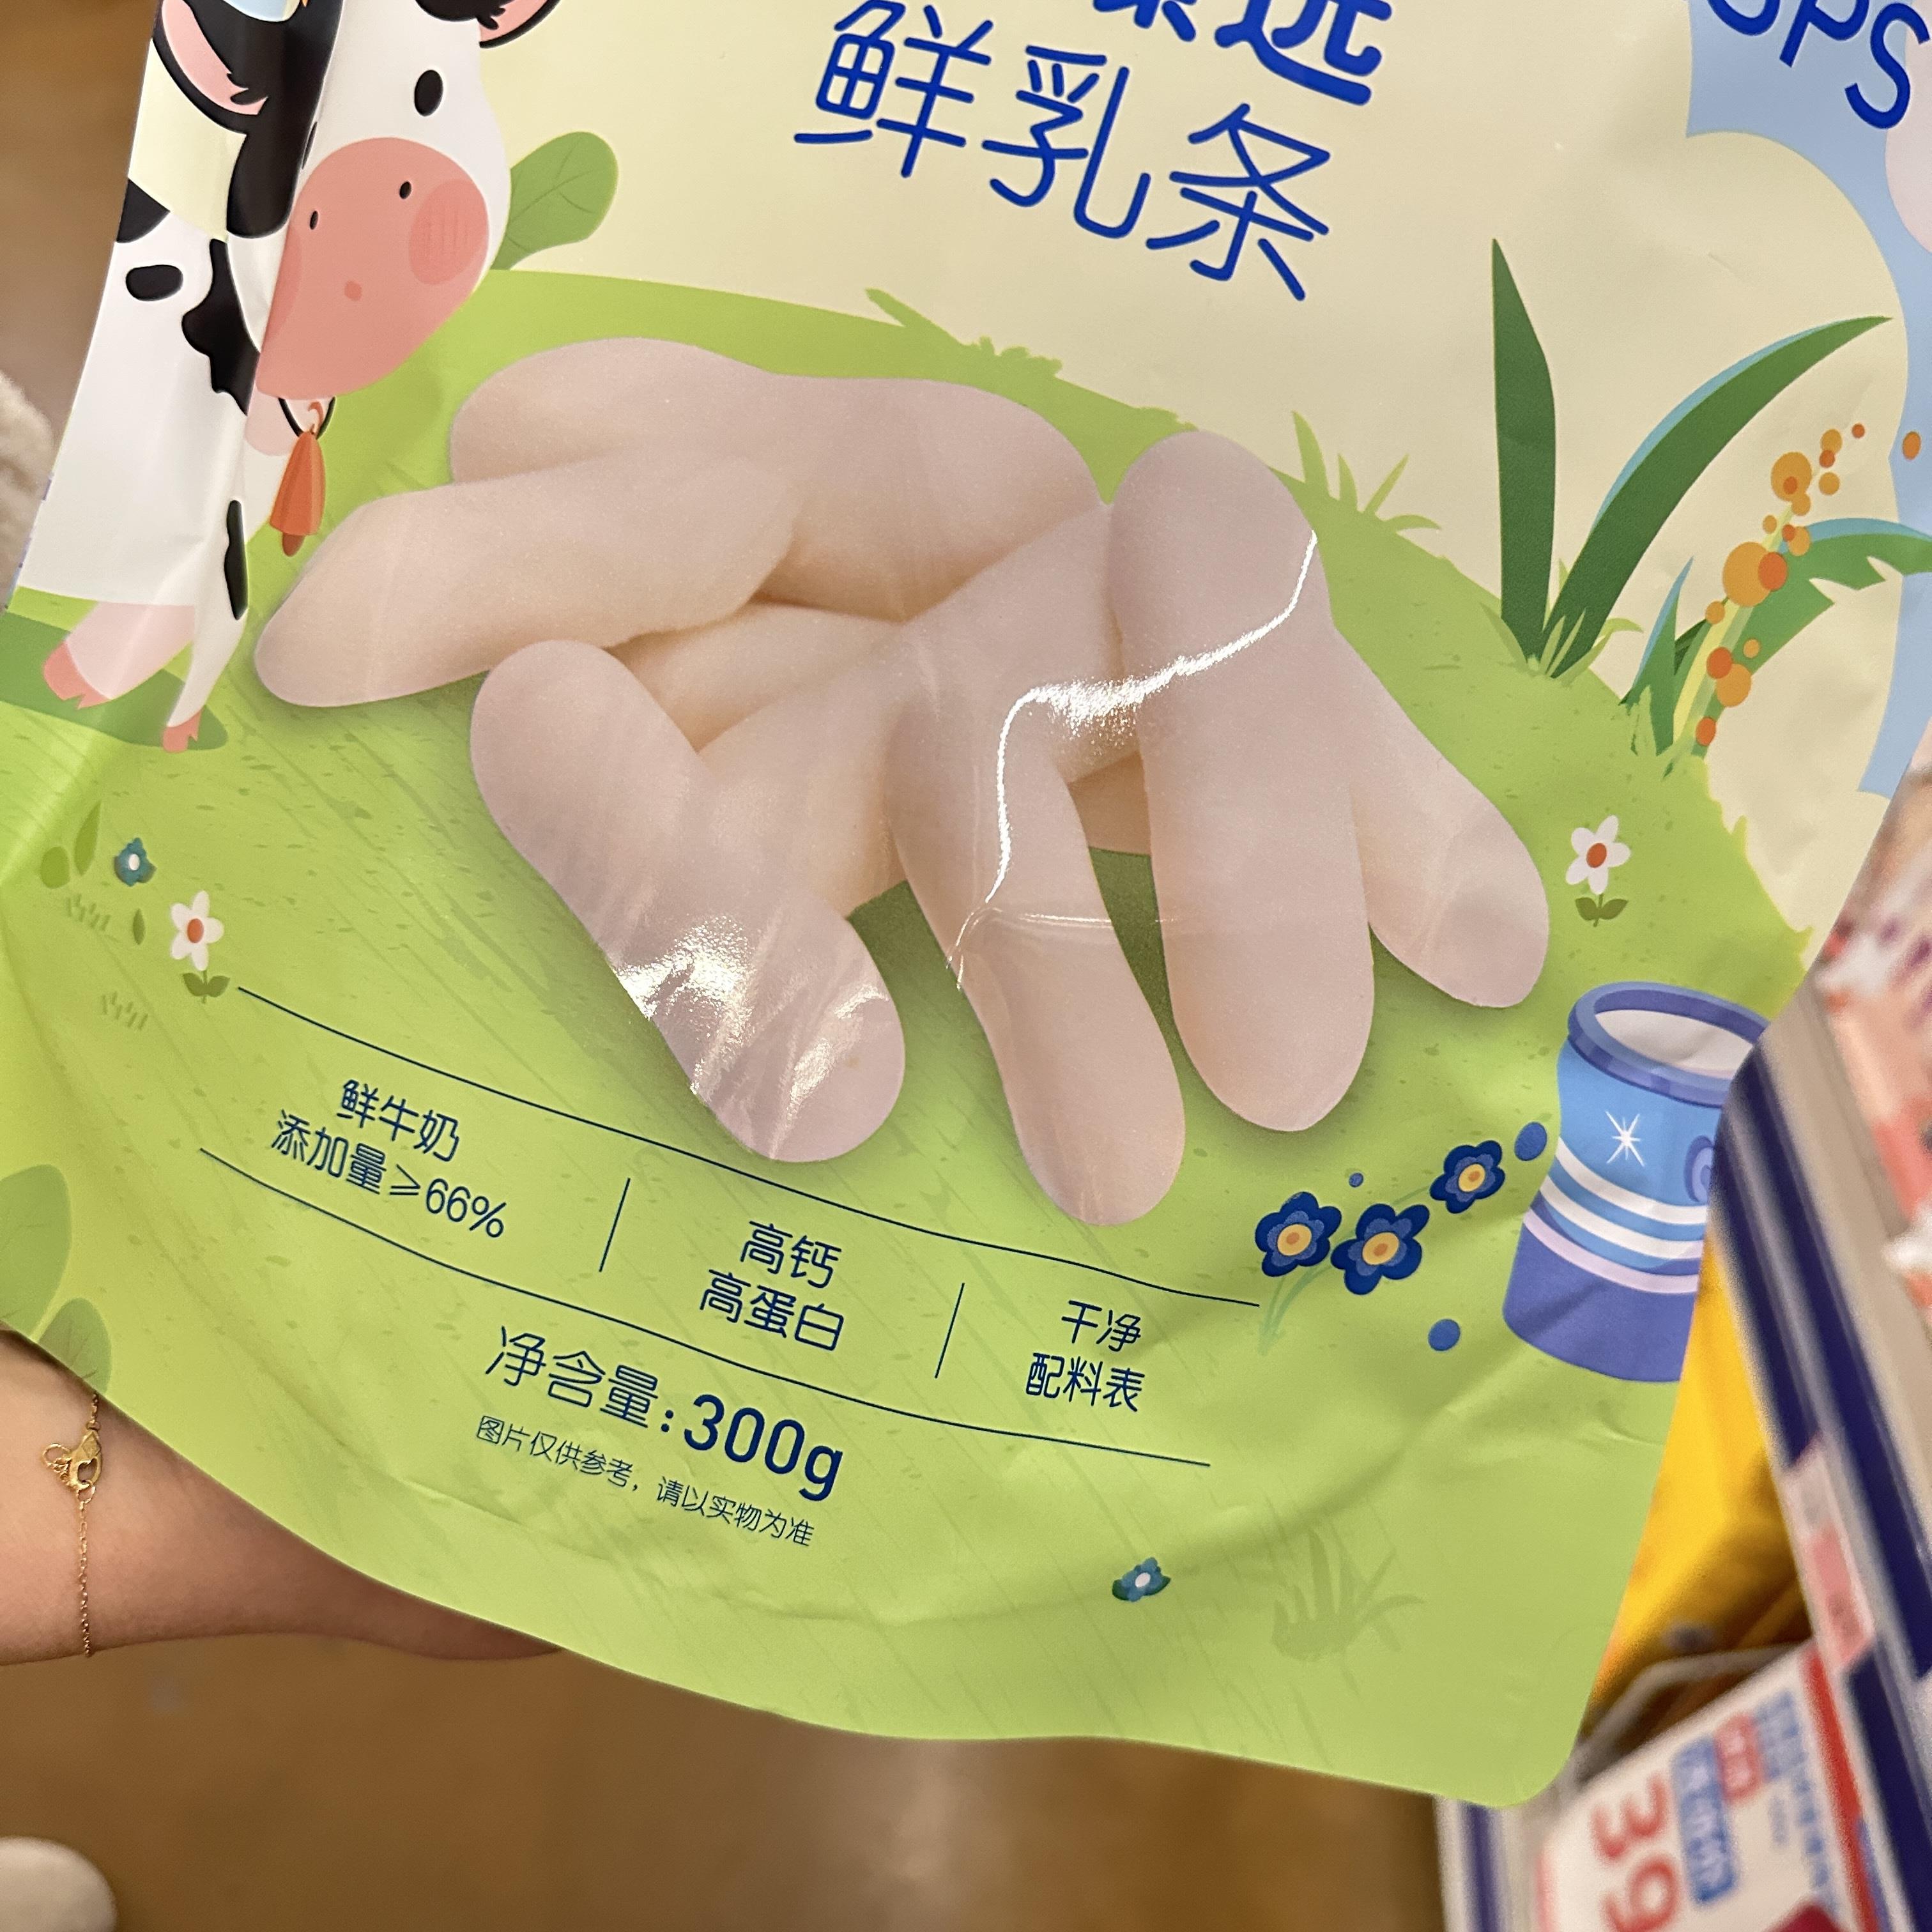 鲜乳条
鲜牛奶
添加量≥66%
高钙
高蛋白
干净
配料表
净含量:300g
图片仅供参考，请以实物为准
39